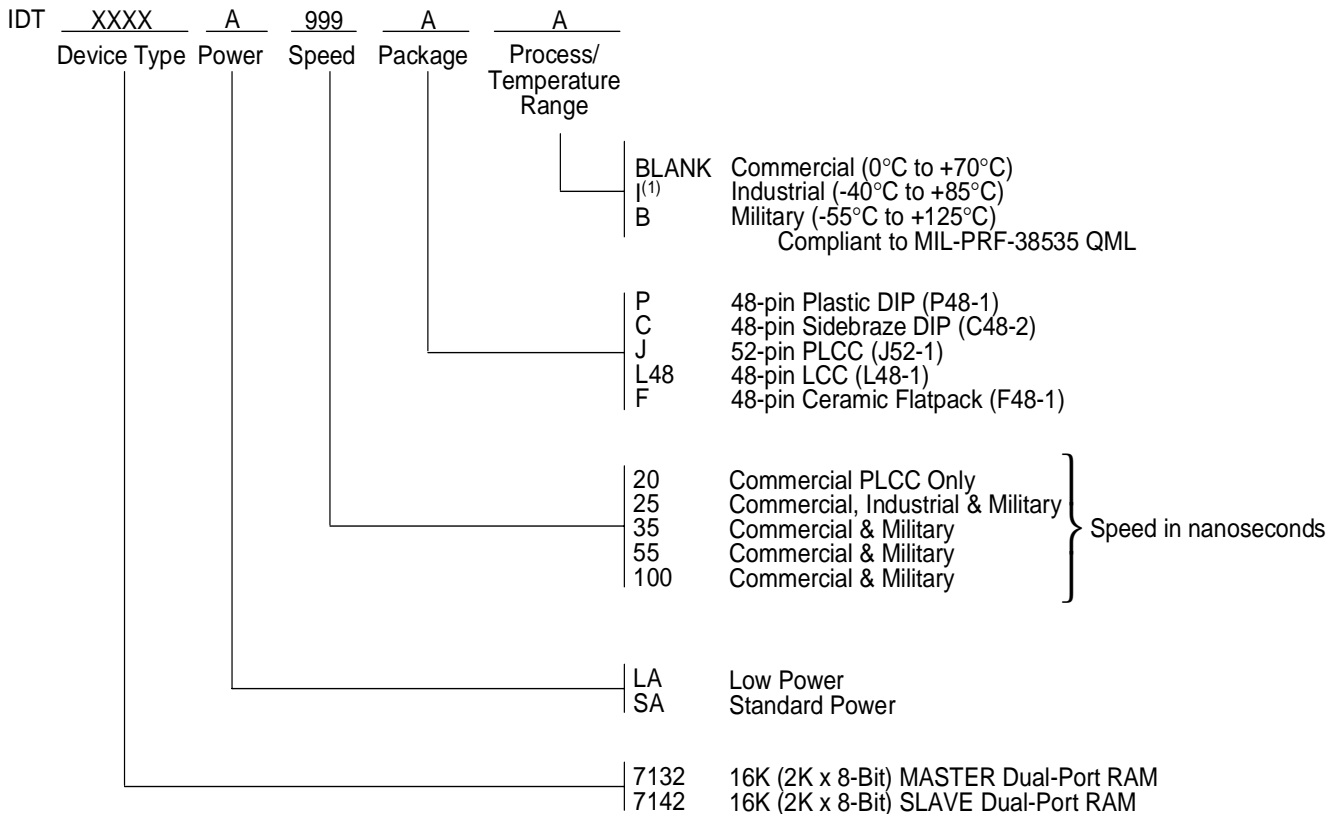 IDT XXXX A 999 A A
Device Type Power Speed Package Process/
Temperature
Range
BLANK Commercial (0°C to +70°C)
I(1) Industrial (-40°C to +85°C)
B Military (-55°C to +125°C)
Compliant to MIL-PRF-38535 QML
P 48-pin Plastic DIP (P48-1)
C 48-pin Sidebraze DIP (C48-2)
J 52-pin PLCC (J52-1)
L48 48-pin LCC (L48-1)
F 48-pin Ceramic Flatpack (F48-1)
20 Commercial PLCC Only
25 Commercial, Industrial & Military
35 Commercial & Military
55 Commercial & Military
100 Commercial & Military
Speed in nanoseconds
LA Low Power
SA Standard Power
7132 16K (2K x 8-Bit) MASTER Dual-Port RAM
7142 16K (2K x 8-Bit) SLAVE Dual-Port RAM